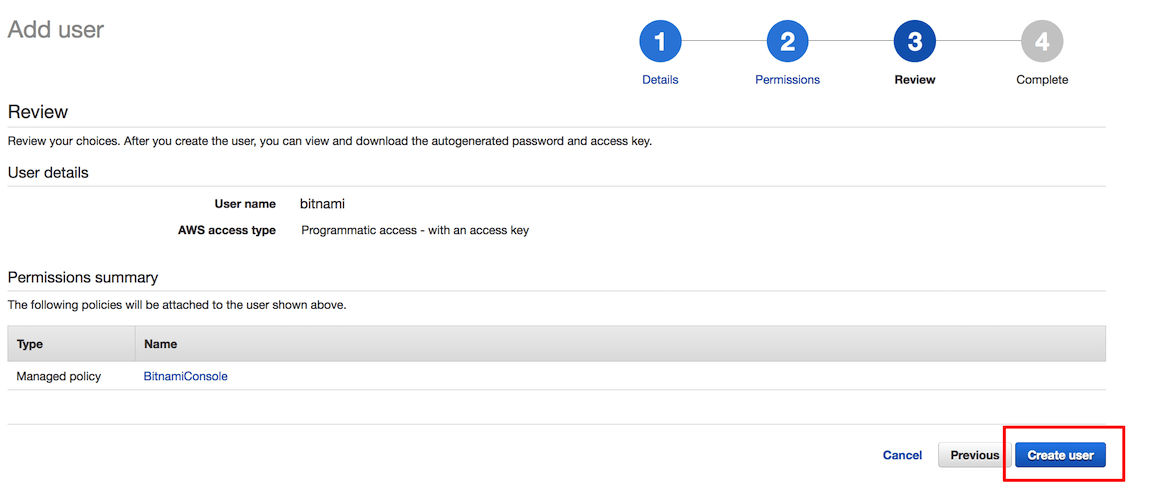 Add user
1 2 3 4
Details Permissions Review Complete
Review
Review your choices. After you create the user, you can view and download the autogenerated password and access key.
User details
User name bitnami
AWS access type Programmatic access - with an access key
Permissions summary
The following policies will be attached to the user shown above.
Type Name
Managed policy BitnamiConsole
Cancel Previous Create user